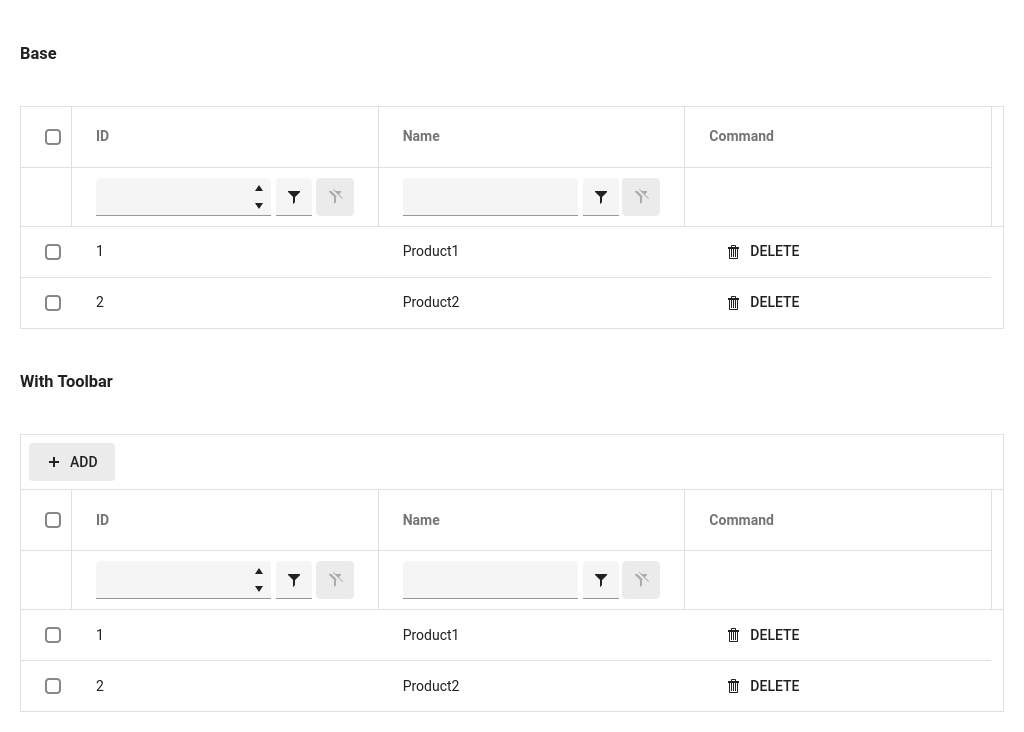 Base
ID Name Command
1 Product1 DELETE
2 Product2 DELETE
With Toolbar
ADD
ID Name Command
1 Product1 DELETE
2 Product2 DELETE